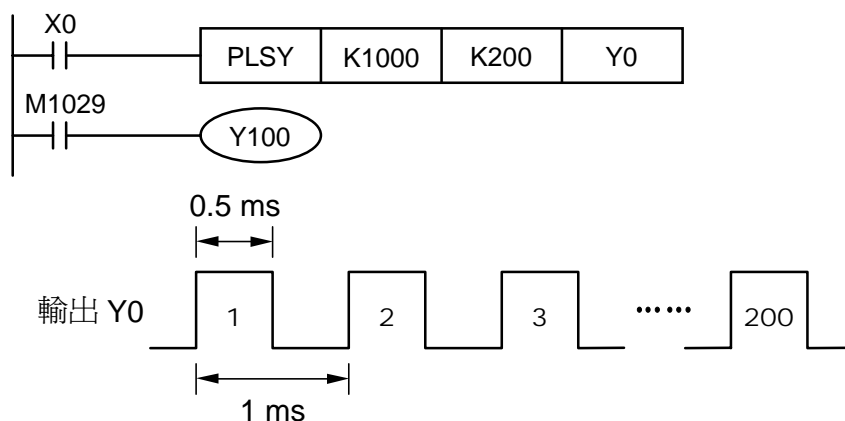 X0
PLSY K1000 K200 Y0
M1029
Y100
0.5 ms
輸出 Y0
1 2 3 …… 200
1 ms